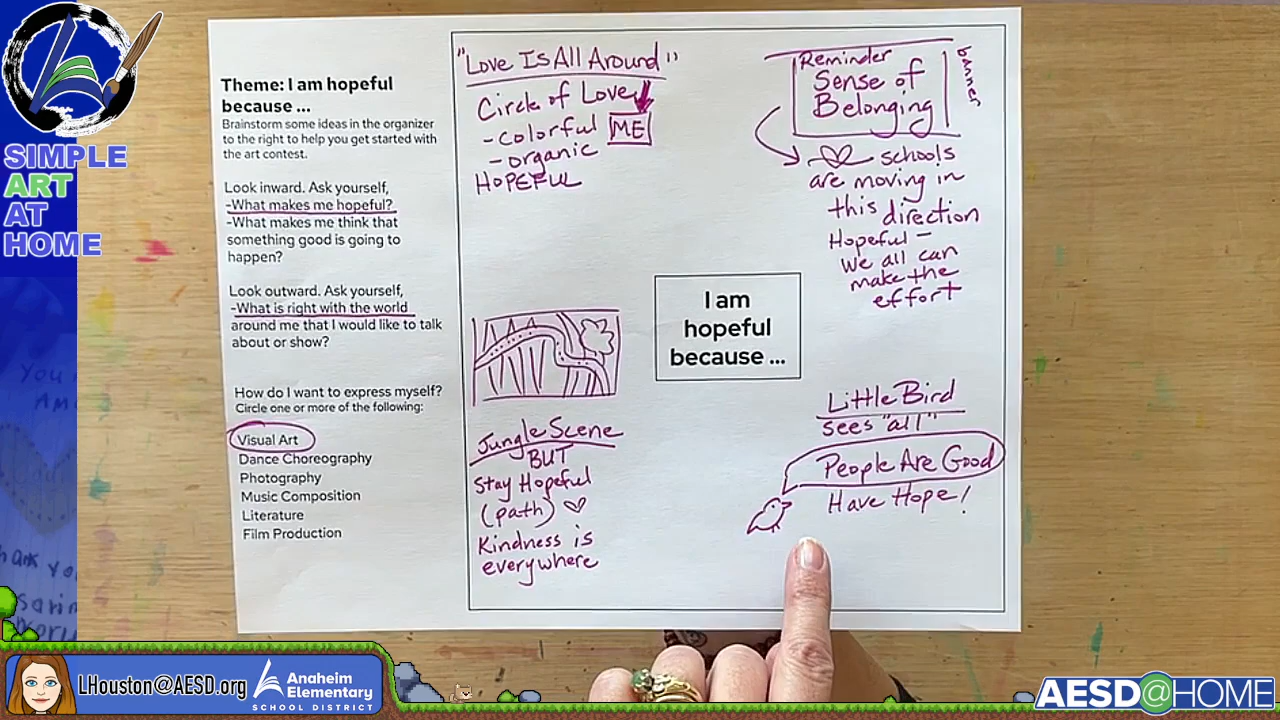 SIMPLE
ART
AT
HOME
Theme: I am hopeful
because ...
Brainstorm some ideas in the organizer
to the right to help you get started with
the art contest.
Look inward. Ask yourself,
-What makes me hopeful?
-What makes me think that
something good is going to
happen?
Look outward. Ask yourself,
-What is right with the world
around me that I would like to talk
about or show?
How do I want to express myself?
Circle one or more of the following:
Visual Art
Dance Choreography
Photography
Music Composition
Literature
Film Production
"Love Is All Around"
Circle of Love
-colorful ME
-organic
HOPEFUL
Reminder
Sense of
Belonging
banner
schools
are moving in
this direction
Hopeful -
we all can
make the
effort
I am
hopeful
because ...
Jungle Scene
BUT
Stay Hopeful
(path)
Kindness is
everywhere
Little Bird
sees "all"
People Are Good
Have Hope!
LHouston@AESD.org
Anaheim
Elementary
SCHOOL DISTRICT
AESD@HOME